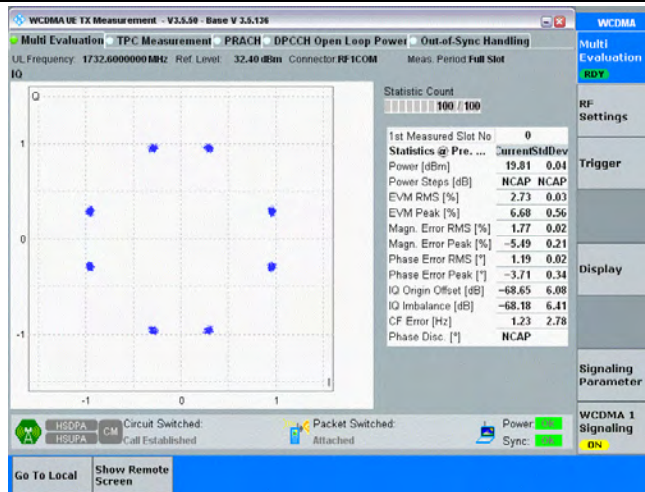 WCDMA UE TX Measurement - V3.5.50 - Base V 3.5.136
WCDMA
Multi Evaluation TPC Measurement PRACH DPCCH Open Loop Power Out-of-Sync Handling
UL Frequency: 1732.6000000 MHz Ref. Level: 32.40 dBm Connector: RF1COM Meas. Period: Full Slot
IQ
Multi
Evaluation
RDY
RF
Settings
Trigger
Display
Signaling
Parameter
WCDMA 1
Signaling
ON
Q
1
0
-1
-1 0 1
I
Statistic Count
100 / 100
1st Measured Slot No 0
Statistics @ Pre. ... Current StdDev
Power [dBm] 19.81 0.04
Power Steps [dB] NCAP NCAP
EVM RMS [%] 2.73 0.03
EVM Peak [%] 6.68 0.56
Magn. Error RMS [%] 1.77 0.02
Magn. Error Peak [%] -5.49 0.21
Phase Error RMS [°] 1.19 0.02
Phase Error Peak [°] -3.71 0.34
IQ Origin Offset [dB] -68.65 6.08
IQ Imbalance [dB] -68.18 6.41
CF Error [Hz] 1.23 2.78
Phase Disc. [°] NCAP
HSDPA
HSUPA
CM
Circuit Switched:
Call Established
Packet Switched:
Attached
Power: OK
Sync: OK
Go To Local
Show Remote
Screen